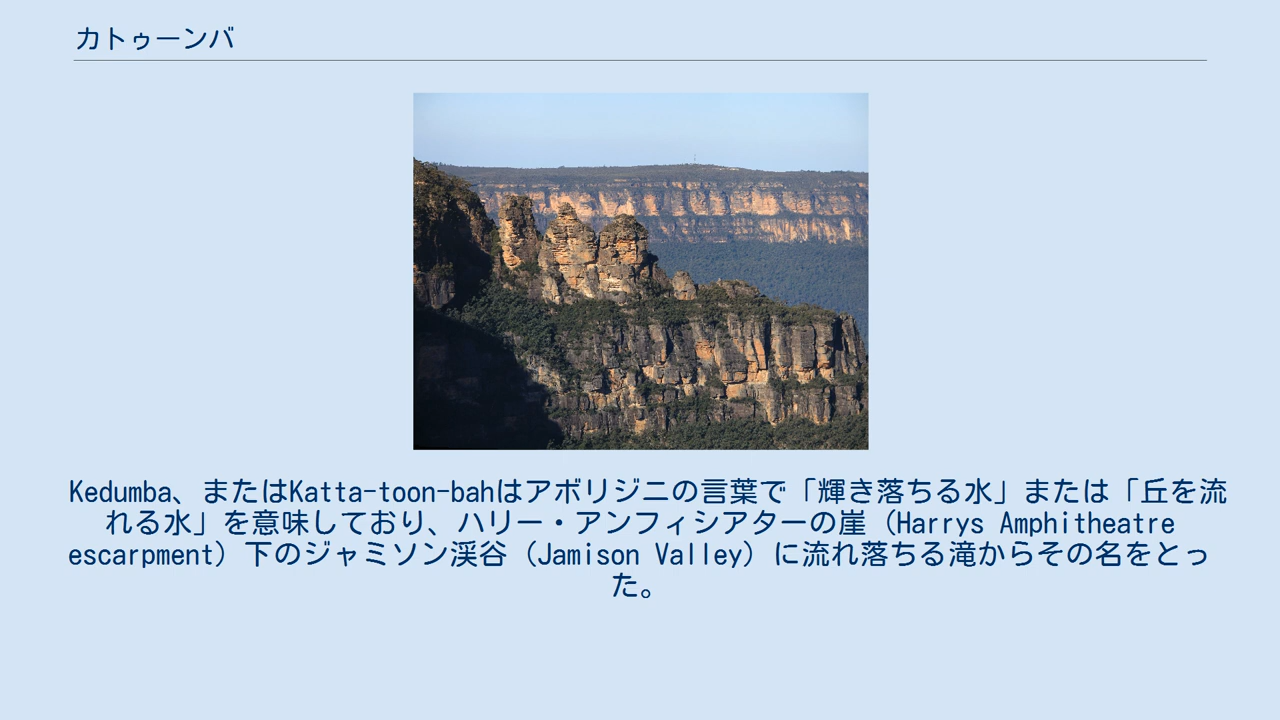 カトゥーンバ
Kedumba、またはKatta-toon-bahはアボリジニの言葉で「輝き落ちる水」または「丘を流
れる水」を意味しており、ハリー・アンフィシアターの崖（Harrys Amphitheatre
escarpment）下のジャミソン渓谷（Jamison Valley）に流れ落ちる滝からその名をとっ
た。